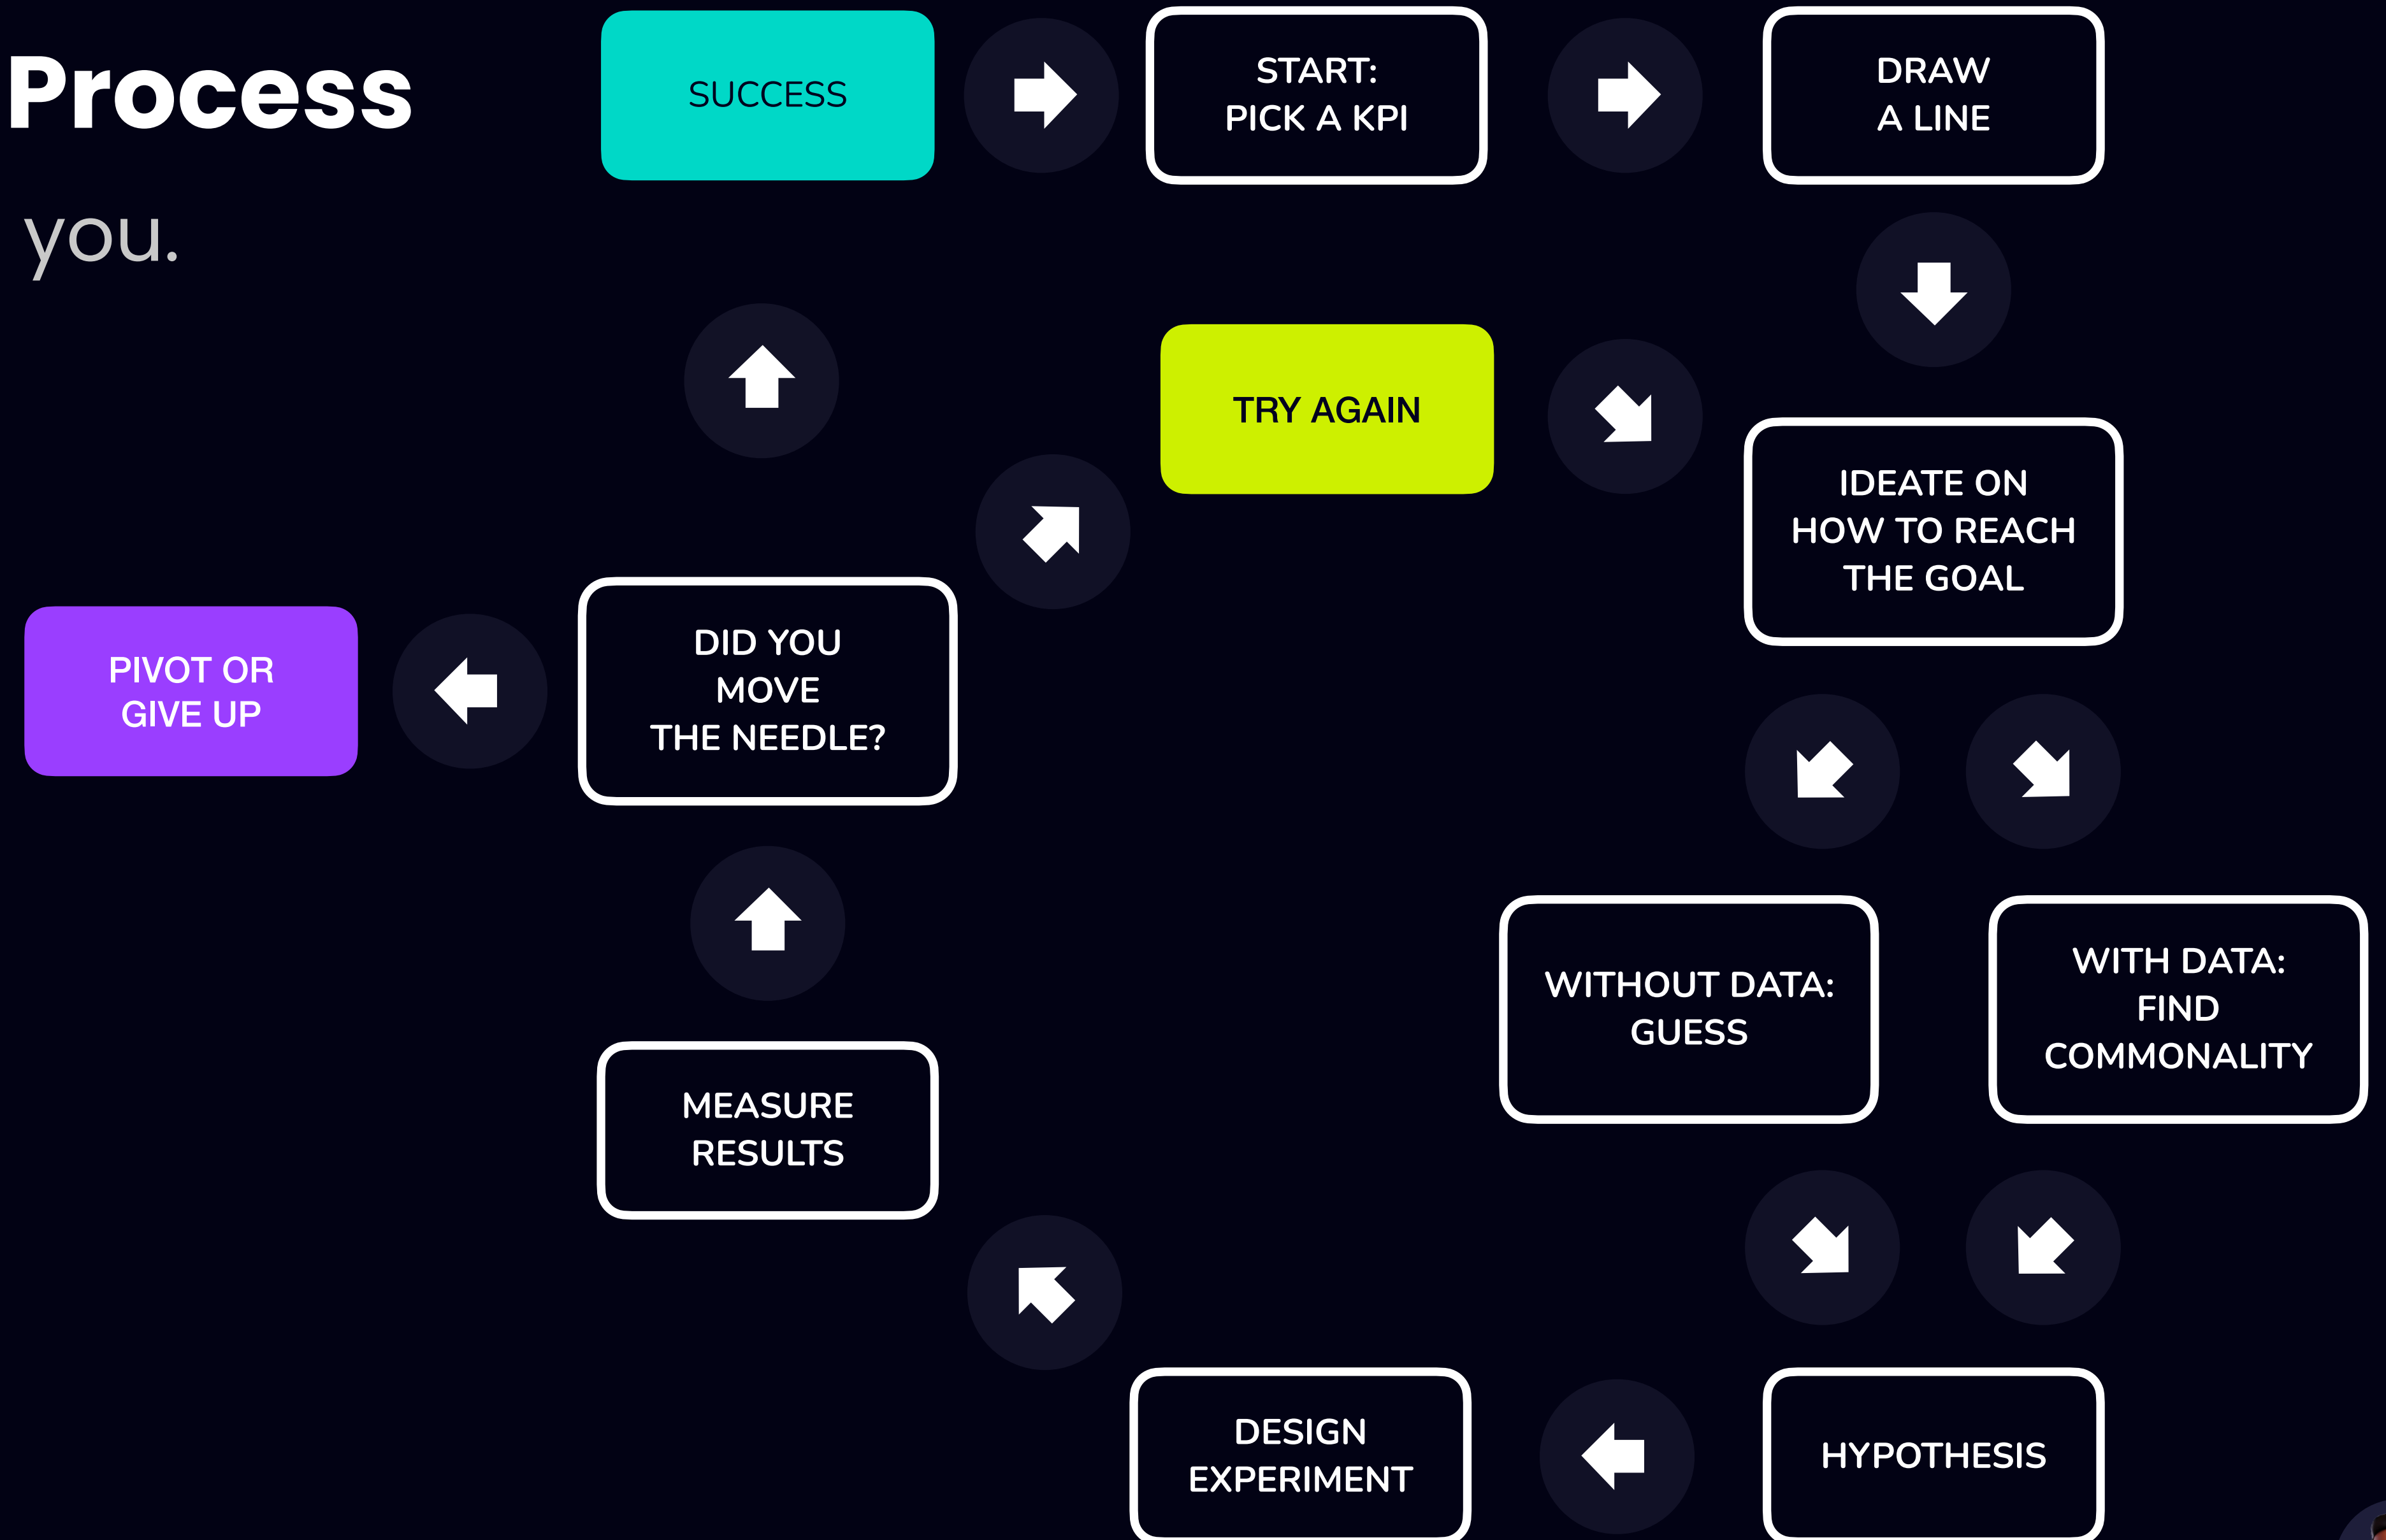 Process
you.
SUCCESS
START:
PICK A KPI
DRAW
A LINE
TRY AGAIN
IDEATE ON
HOW TO REACH
THE GOAL
PIVOT OR
GIVE UP
DID YOU
MOVE
THE NEEDLE?
WITHOUT DATA:
GUESS
WITH DATA:
FIND
COMMONALITY
MEASURE
RESULTS
DESIGN
EXPERIMENT
HYPOTHESIS